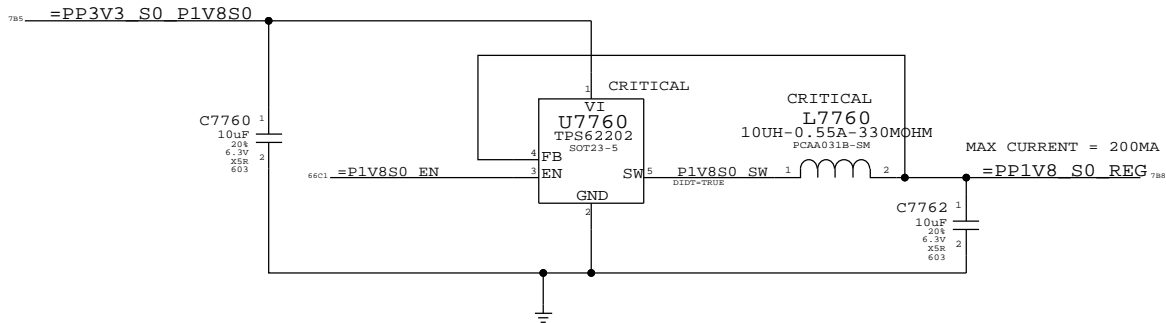 7B5 =PP3V3_S0_P1V8S0
CRITICAL
1
VI
U7760
TPS62202
SOT23-5
CRITICAL
L7760
10UH-0.55A-330MOHM
PCAA031B-SM
C7760 1
10uF
20%
6.3V 2
X5R
603
4 FB
MAX CURRENT = 200MA
66C1 =P1V8S0_EN 3 EN
SW 5 P1V8S0_SW 1 2 =PP1V8_S0_REG 7B8
DIDT=TRUE
GND
2
C7762 1
10uF
20%
6.3V 2
X5R
603